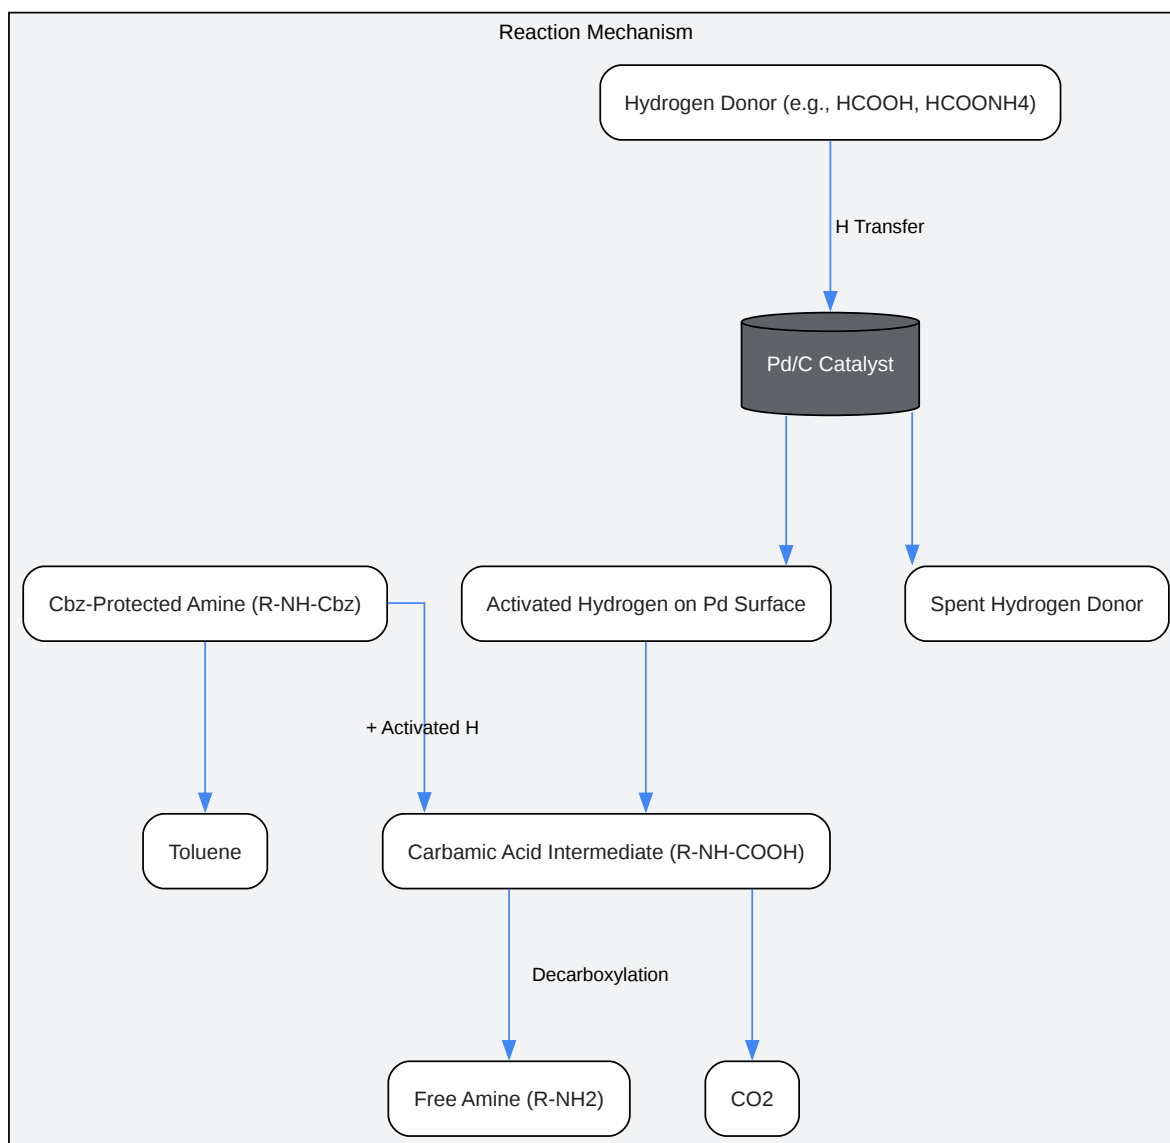 Reaction Mechanism
Hydrogen Donor (e.g., HCOOH, HCOONH4)
H Transfer
Pd/C Catalyst
Cbz-Protected Amine (R-NH-Cbz)
Activated Hydrogen on Pd Surface
Spent Hydrogen Donor
+ Activated H
Toluene
Carbamic Acid Intermediate (R-NH-COOH)
Decarboxylation
Free Amine (R-NH2)
CO2